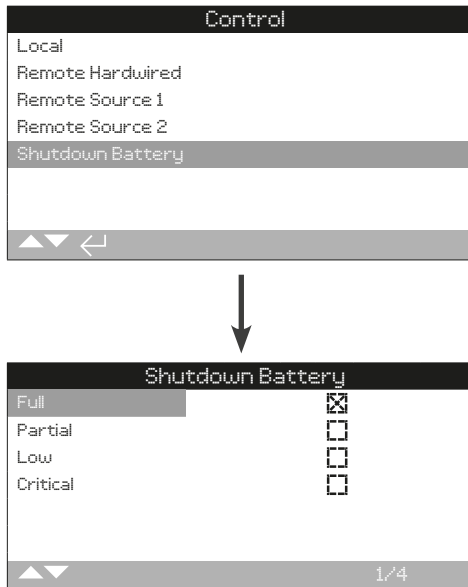 Control
Local
Remote Hardwired
Remote Source 1
Remote Source 2
Shutdown Battery
Shutdown Battery
Full
Partial
Low
Critical
1/4